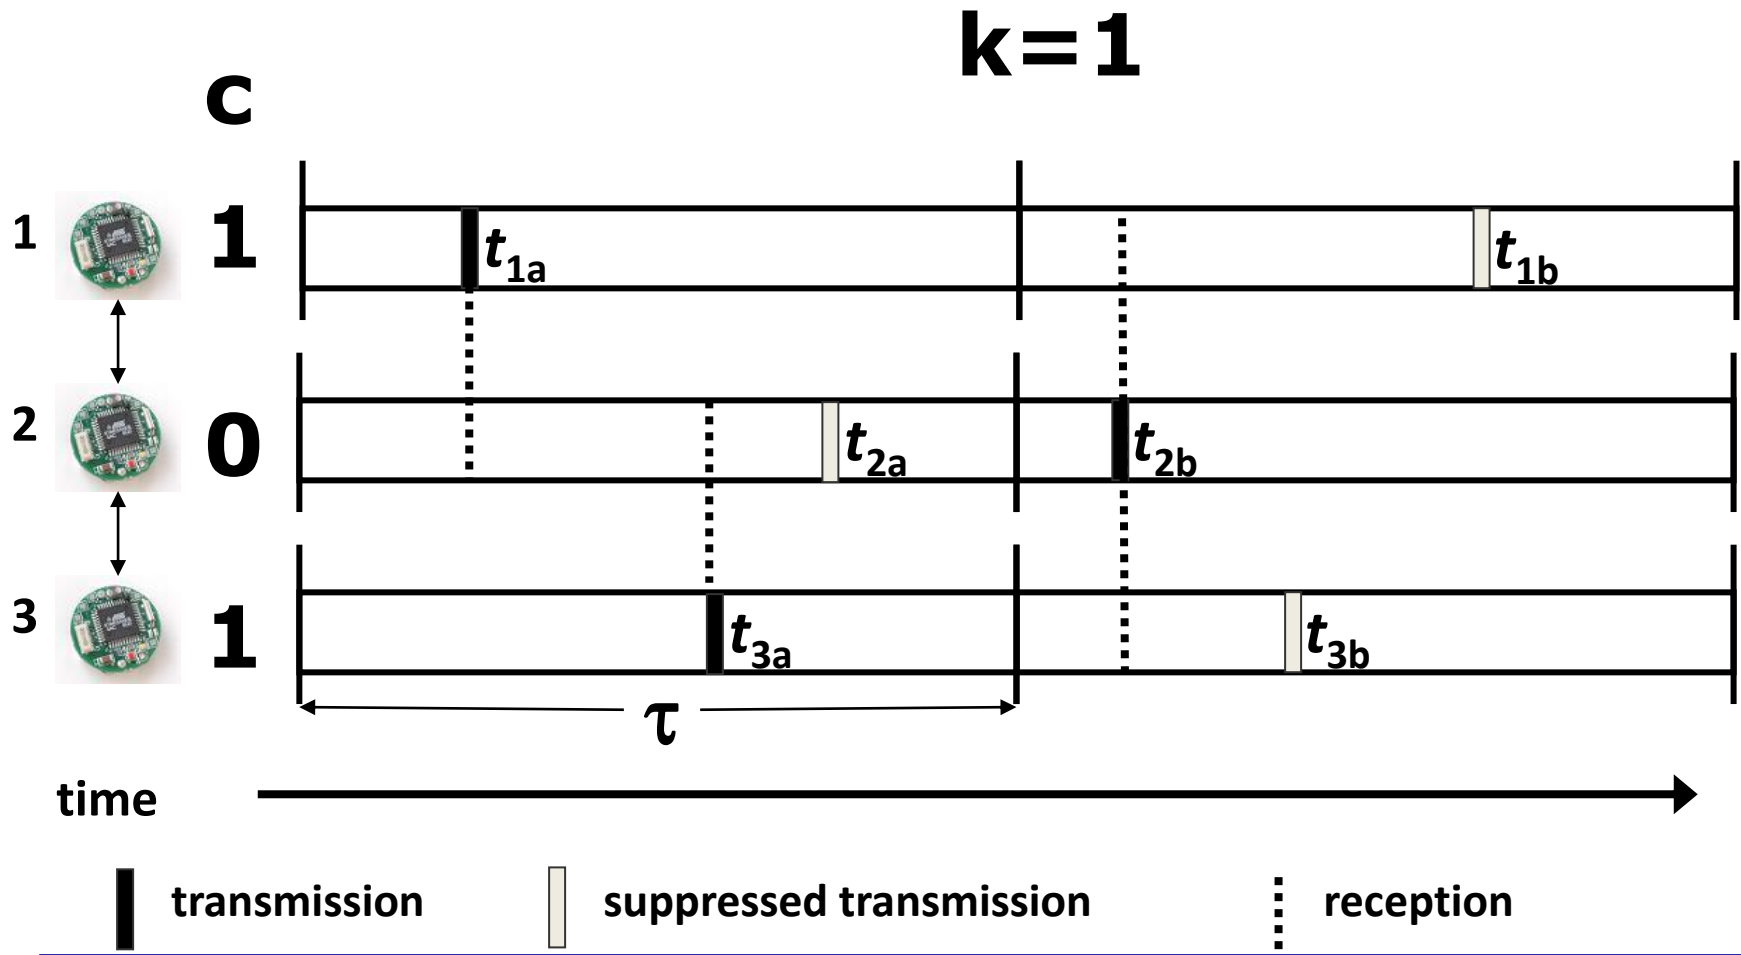 k=1
c
1 1 t1a t1b
2 0 t2a t2b
3 1 t3a t3b
τ
time
transmission suppressed transmission reception